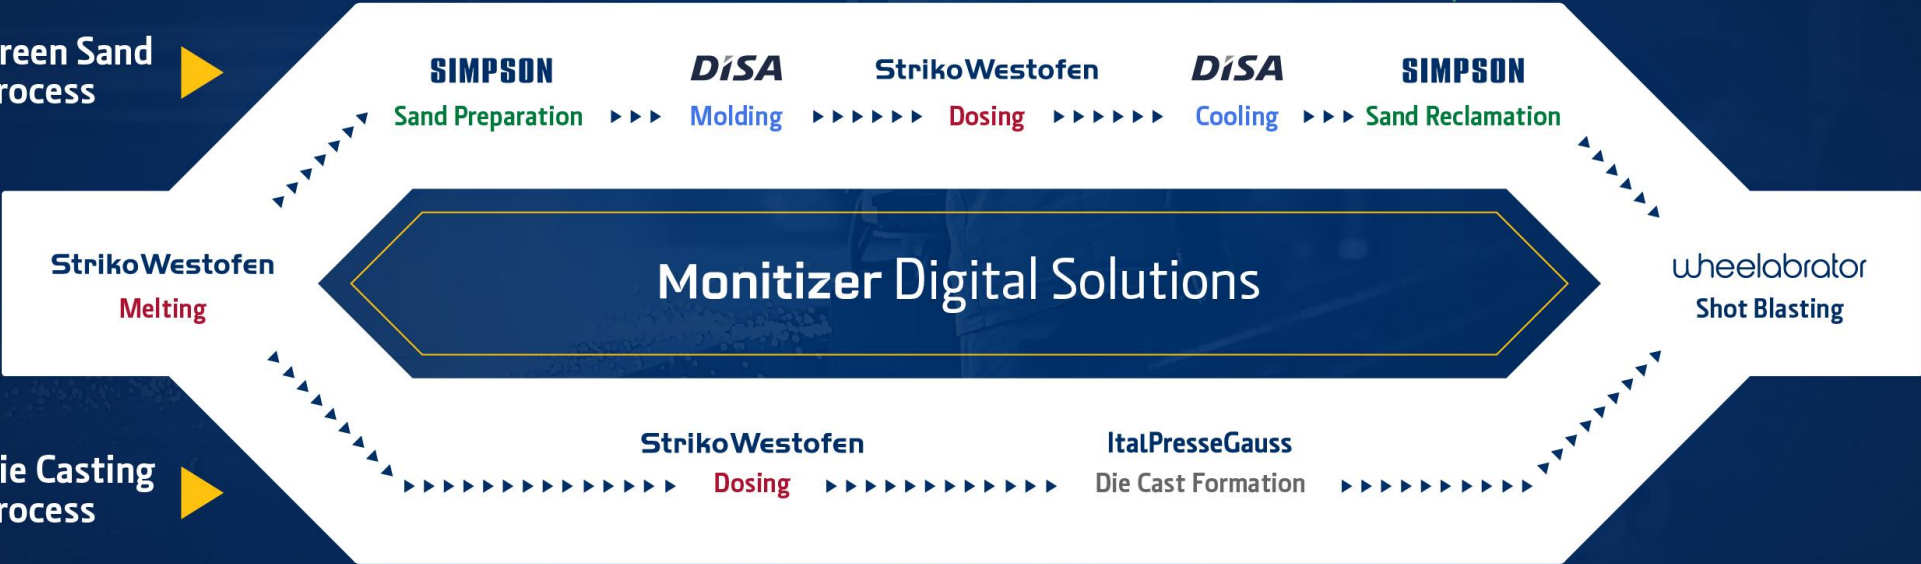 reen Sand
rocess
SIMPSON
Sand Preparation
DISA
Molding
StrikoWestofen
Dosing
DISA
Cooling
SIMPSON
Sand Reclamation
StrikoWestofen
Melting
Monitizer Digital Solutions
wheelabrator
Shot Blasting
ie Casting
rocess
StrikoWestofen
Dosing
ItalPresseGauss
Die Cast Formation